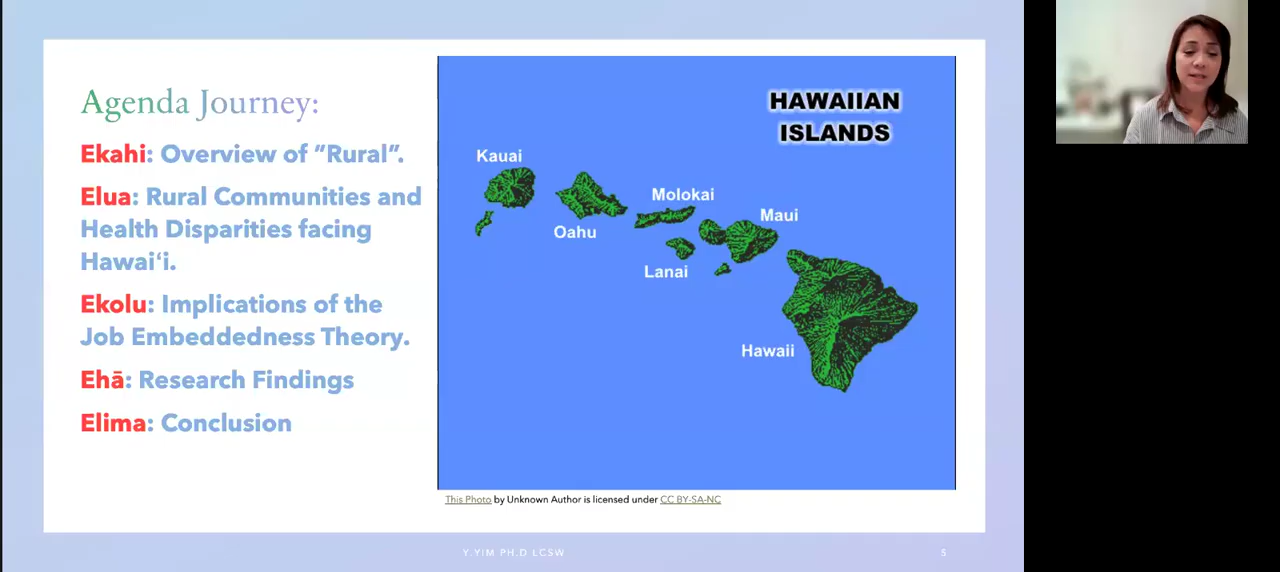 Agenda Journey:
Ekahi: Overview of ”Rural”.
Elua: Rural Communities and
Health Disparities facing
Hawaiʻi.
Ekolu: Implications of the
Job Embeddedness Theory.
Ehā: Research Findings
Elima: Conclusion
HAWAIIAN
ISLANDS
Kauai
Oahu
Molokai
Maui
Lanai
Hawaii
This Photo by Unknown Author is licensed under CC BY-SA-NC
Y.YIM PH.D LCSW
5